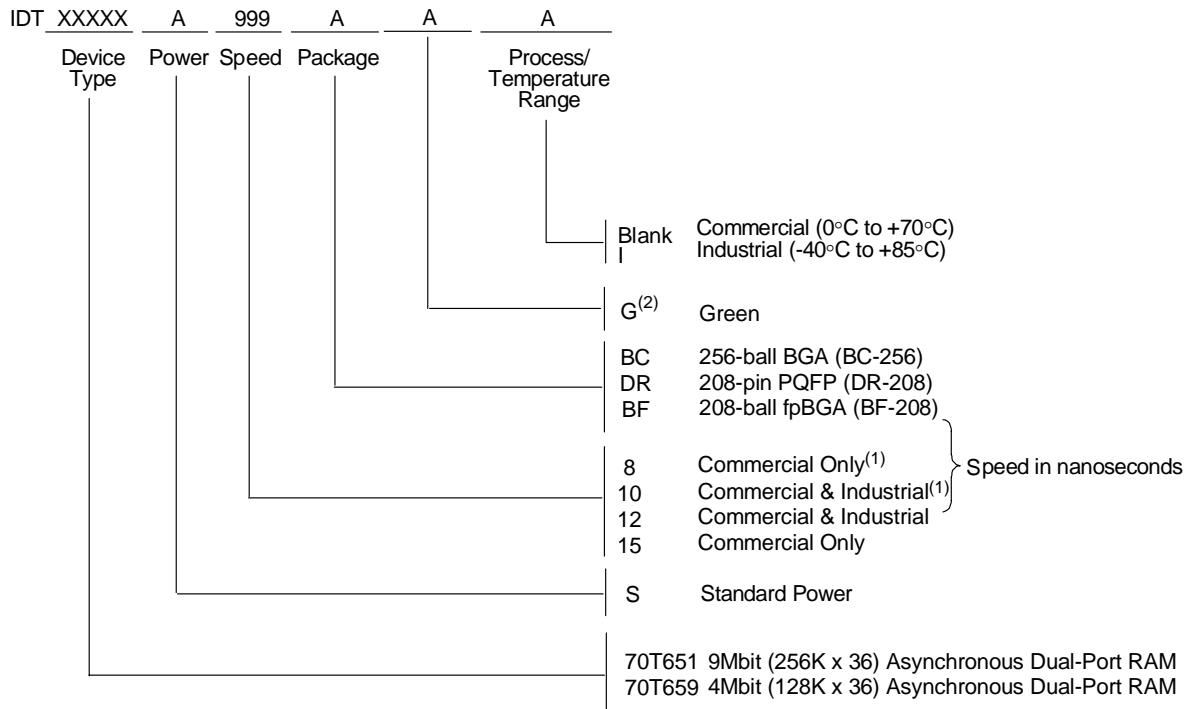 IDT XXXXX A 999 A A A
Device Type Power Speed Package Process/ Temperature Range
Blank Commercial (0°C to +70°C)
I Industrial (-40°C to +85°C)
G(2) Green
BC 256-ball BGA (BC-256)
DR 208-pin PQFP (DR-208)
BF 208-ball fpBGA (BF-208)
8 Commercial Only(1)
10 Commercial & Industrial(1)
12 Commercial & Industrial
15 Commercial Only
Speed in nanoseconds
S Standard Power
70T651 9Mbit (256K x 36) Asynchronous Dual-Port RAM
70T659 4Mbit (128K x 36) Asynchronous Dual-Port RAM